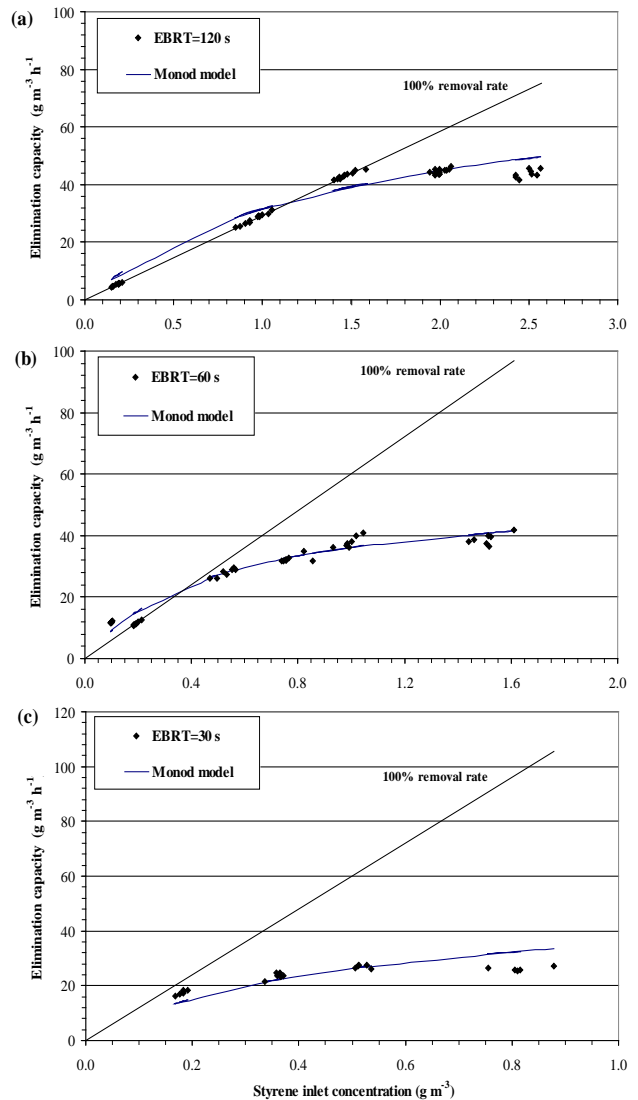 (a)
EBRT=120 s
Monod model
100% removal rate
Elimination capacity (g m⁻³ h⁻¹)
100
80
60
40
20
0
0.0 0.5 1.0 1.5 2.0 2.5 3.0
(b)
EBRT=60 s
Monod model
100% removal rate
Elimination capacity (g m⁻³ h⁻¹)
100
80
60
40
20
0
0.0 0.4 0.8 1.2 1.6 2.0
(c)
EBRT=30 s
Monod model
100% removal rate
Elimination capacity (g m⁻³ h⁻¹)
120
100
80
60
40
20
0
0.0 0.2 0.4 0.6 0.8 1.0
Styrene inlet concentration (g m⁻³)